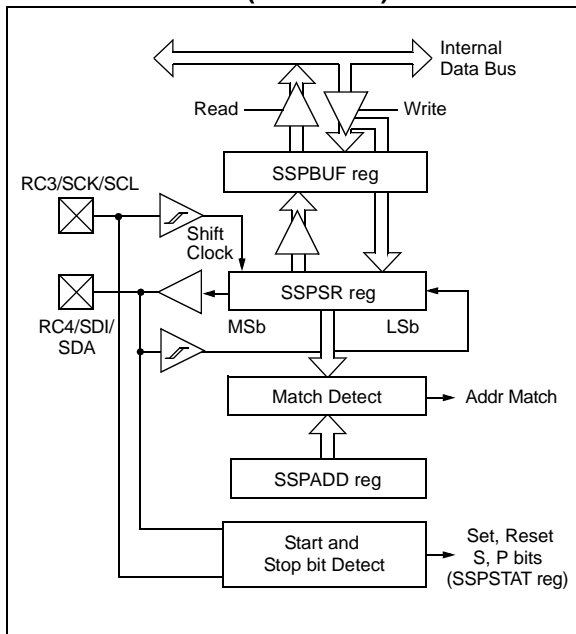 Internal
Data Bus
Read
Write
SSPBUF reg
RC3/SCK/SCL
Shift
Clock
SSPSR reg
MSb
LSb
RC4/SDI/
SDA
Match Detect
Addr Match
SSPADD reg
Start and
Stop bit Detect
Set, Reset
S, P bits
(SSPSTAT reg)